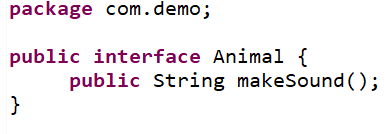 package com.demo;
public interface Animal {
public String makeSound();
}